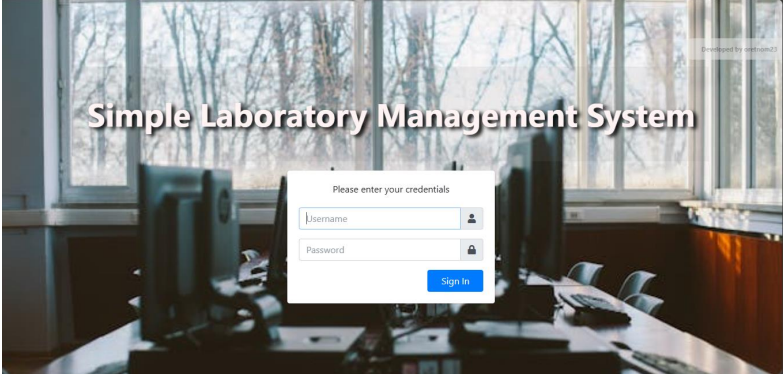 Developed by oretnom23
Simple Laboratory Management System
Please enter your credentials
Username
Password
Sign In